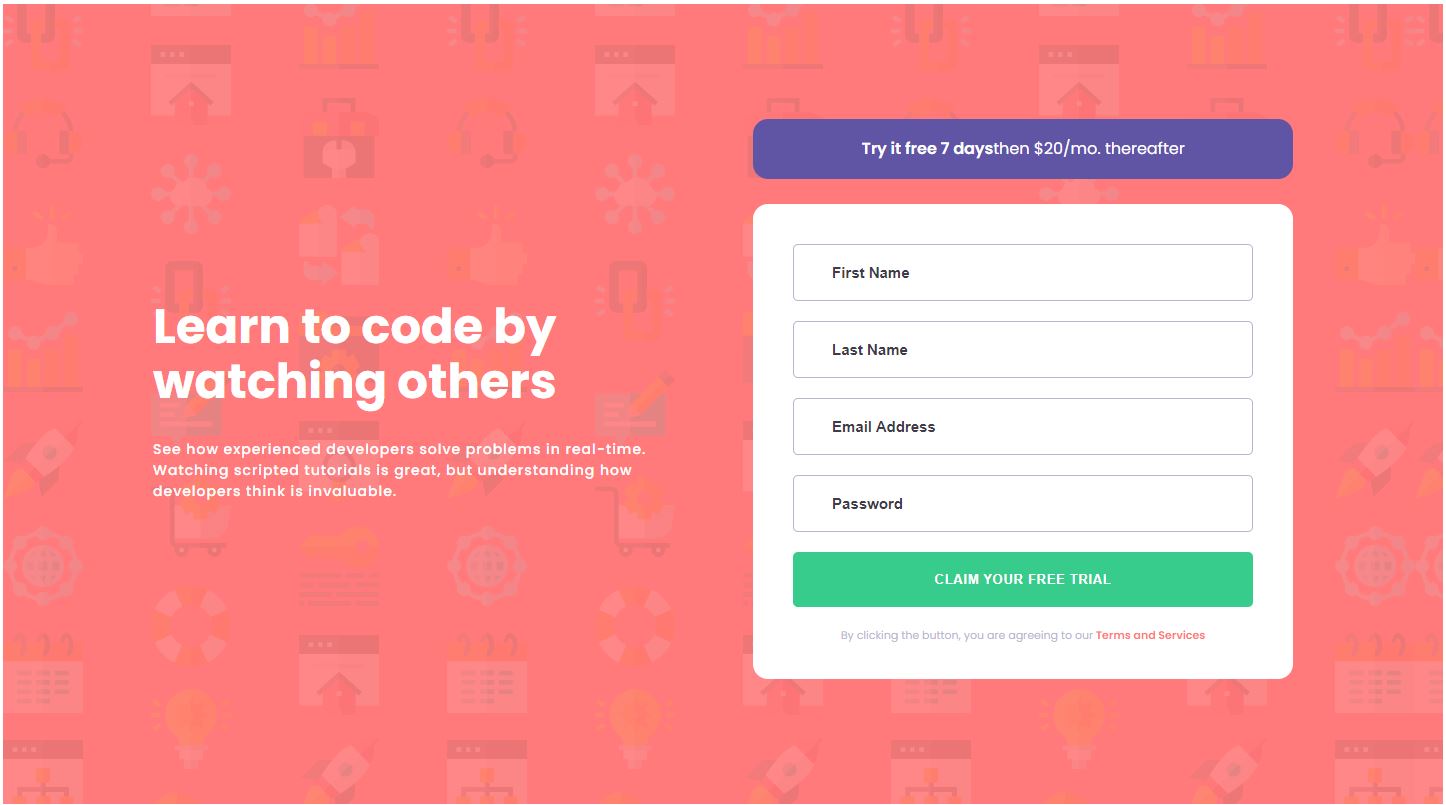 Learn to code by
watching others
See how experienced developers solve problems in real-time.
Watching scripted tutorials is great, but understanding how
developers think is invaluable.
Try it free 7 daysthen $20/mo. thereafter
First Name
Last Name
Email Address
Password
CLAIM YOUR FREE TRIAL
By clicking the button, you are agreeing to our Terms and Services